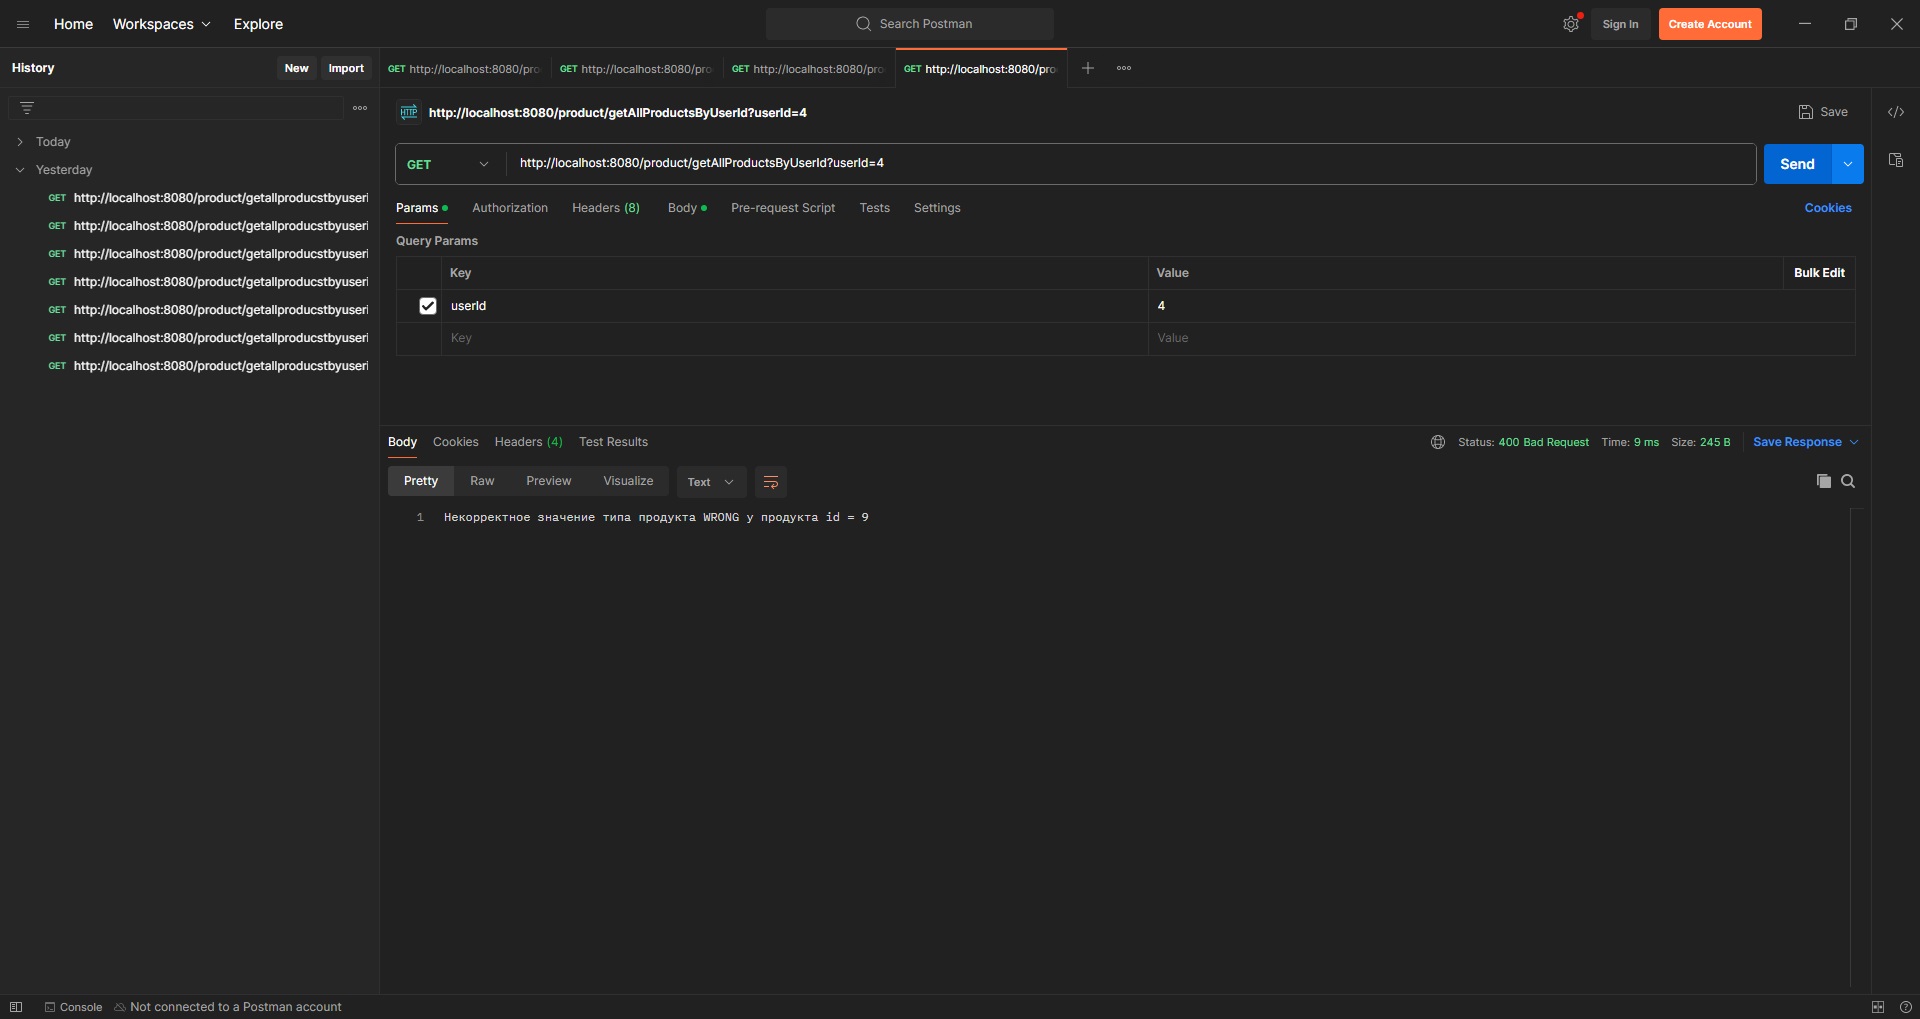 Home Workspaces Explore Search Postman Sign In Create Account
History New Import
GET http://localhost:8080/pro GET http://localhost:8080/pro GET http://localhost:8080/pro GET http://localhost:8080/pro
HTTP http://localhost:8080/product/getAllProductsByUserId?userId=4 Save
Today
Yesterday
GET http://localhost:8080/product/getallproducstbyuseri
GET http://localhost:8080/product/getallproducstbyuseri
GET http://localhost:8080/product/getallproducstbyuseri
GET http://localhost:8080/product/getallproducstbyuseri
GET http://localhost:8080/product/getallproducstbyuseri
GET http://localhost:8080/product/getallproducstbyuseri
GET http://localhost:8080/product/getallproducstbyuseri
GET http://localhost:8080/product/getAllProductsByUserId?userId=4 Send
Params Authorization Headers (8) Body Pre-request Script Tests Settings Cookies
Query Params
Key Value Bulk Edit
userId 4
Key Value
Body Cookies Headers (4) Test Results Status: 400 Bad Request Time: 9 ms Size: 245 B Save Response
Pretty Raw Preview Visualize Text
1 Некорректное значение типа продукта WRONG у продукта id = 9
Console Not connected to a Postman account